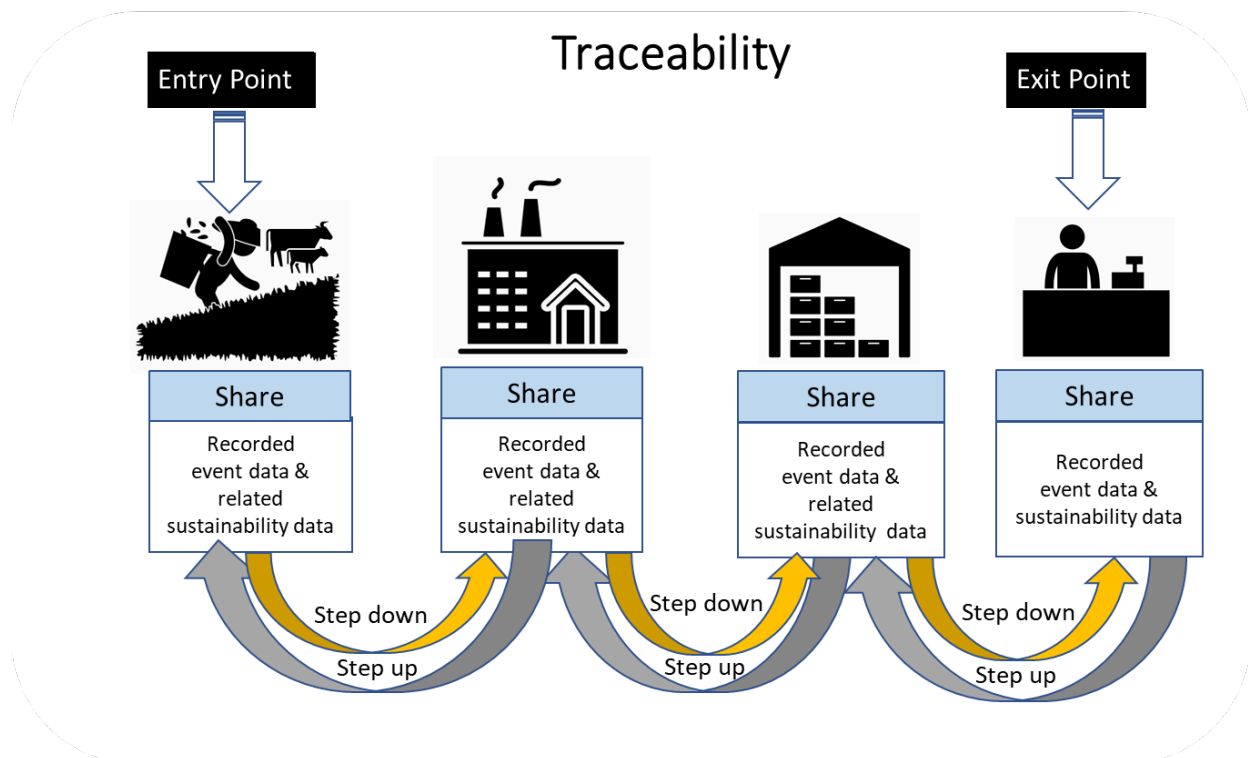 Traceability
Entry Point
Exit Point
Share
Recorded
event data &
related
sustainability data
Share
Recorded
event data &
related
sustainability data
Share
Recorded
event data &
related
sustainability data
Share
Recorded
event data &
sustainability data
Step down
Step up
Step down
Step up
Step down
Step up